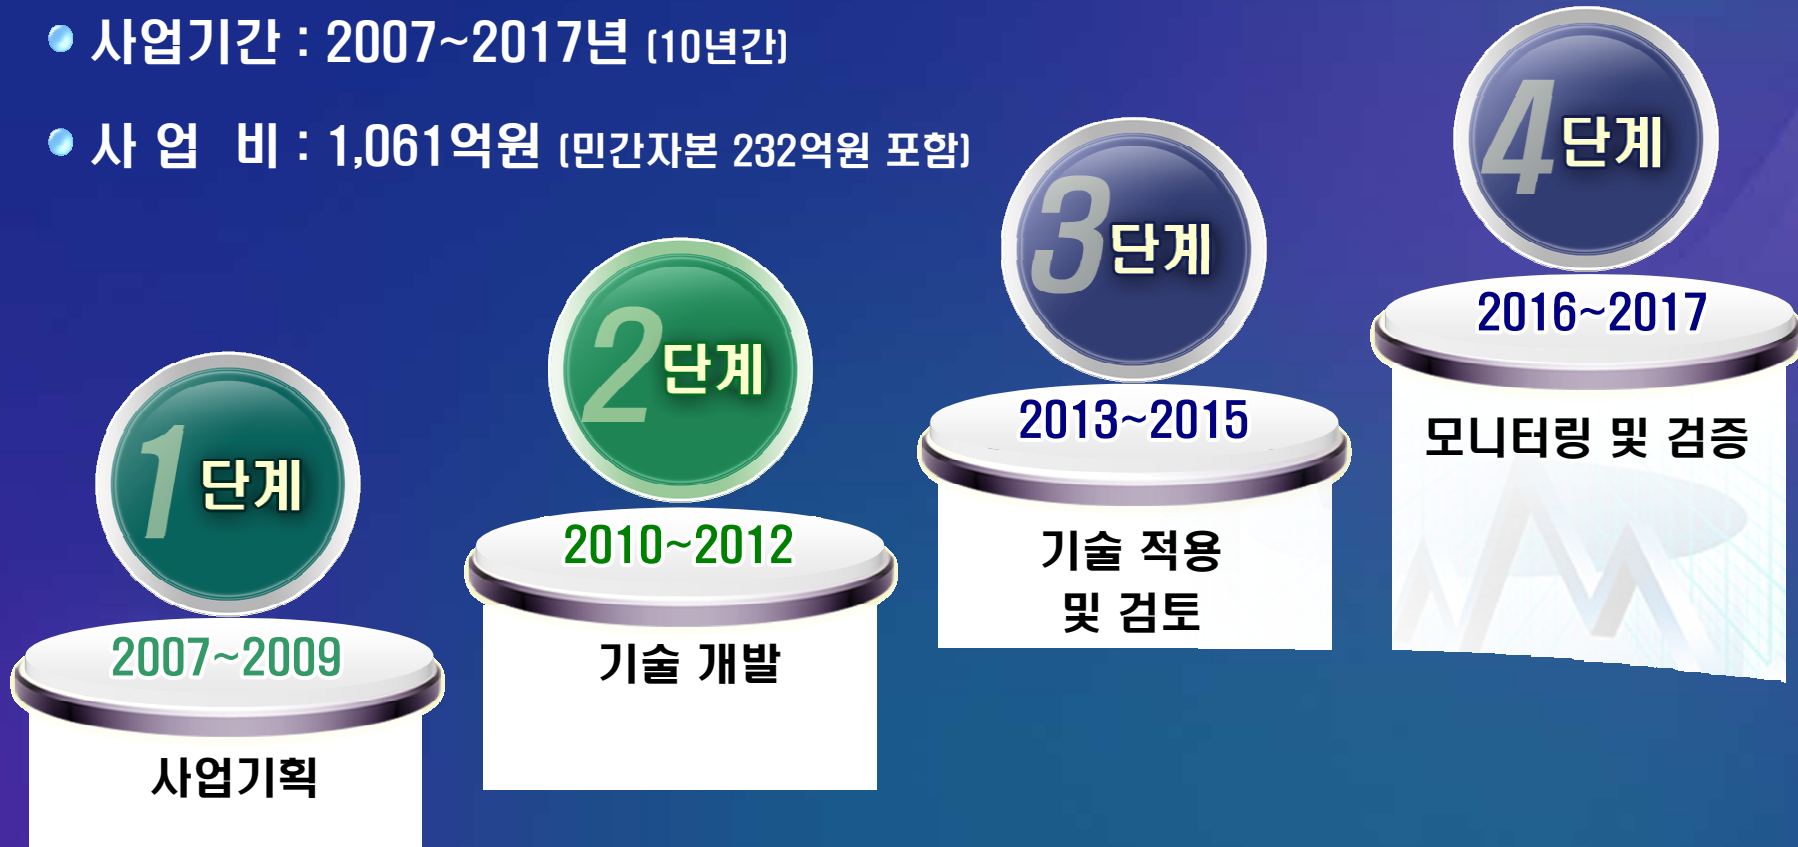 사업기간 : 2007~2017년 (10년간)
사 업 비 : 1,061억원 (민간자본 232억원 포함)
1단계
2007~2009
사업기획
2단계
2010~2012
기술 개발
3단계
2013~2015
기술 적용
및 검토
4단계
2016~2017
모니터링 및 검증